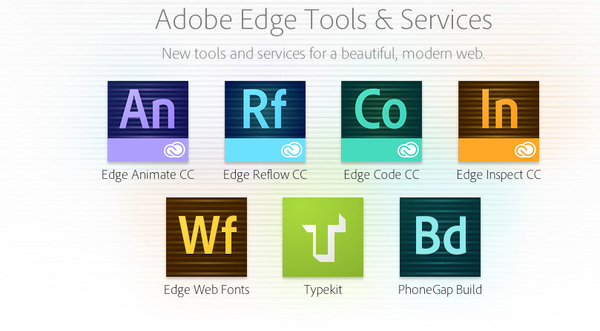 Adobe Edge Tools & Services
New tools and services for a beautiful, modern web.
An Rf Co In
Edge Animate CC Edge Reflow CC Edge Code CC Edge Inspect CC
Wf T Bd
Edge Web Fonts Typekit PhoneGap Build